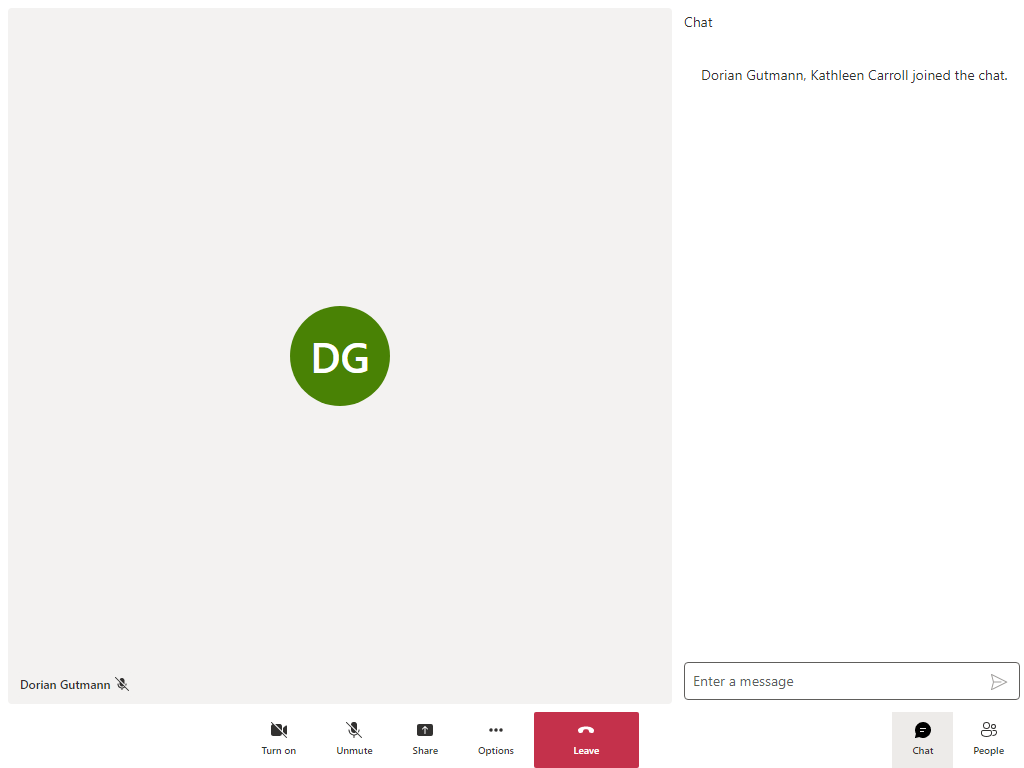 Chat
Dorian Gutmann, Kathleen Carroll joined the chat.
DG
Dorian Gutmann
Enter a message
Turn on
Unmute
Share
Options
Leave
Chat
People